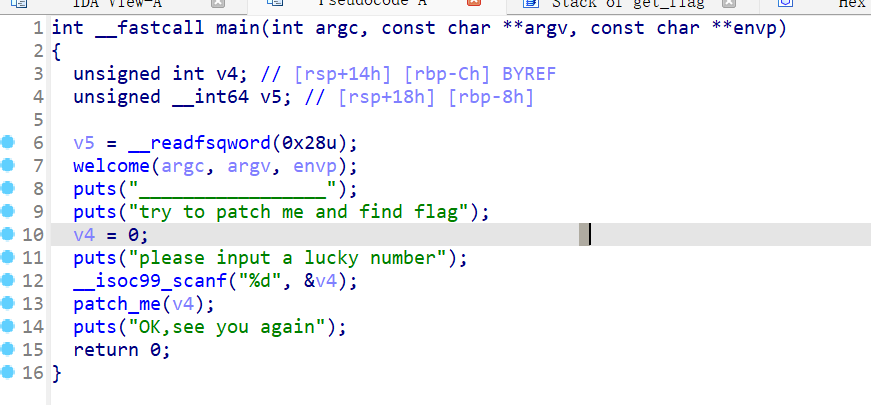 IDA View-A Pseudocode-A Stack of get_flag Hex
1 int __fastcall main(int argc, const char **argv, const char **envp)
2 {
3 unsigned int v4; // [rsp+14h] [rbp-Ch] BYREF
4 unsigned __int64 v5; // [rsp+18h] [rbp-8h]
5
6 v5 = __readfsqword(0x28u);
7 welcome(argc, argv, envp);
8 puts("_________________");
9 puts("try to patch me and find flag");
10 v4 = 0;
11 puts("please input a lucky number");
12 __isoc99_scanf("%d", &v4);
13 patch_me(v4);
14 puts("OK,see you again");
15 return 0;
16 }